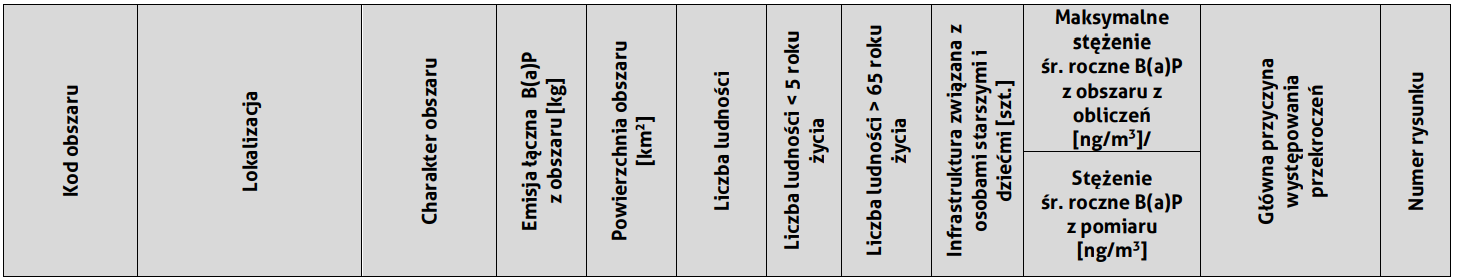 Kod obszaru
Lokalizacja
Charakter obszaru
Emisja łączna B(a)P
z obszaru [kg]
Powierzchnia obszaru
[km²]
Liczba ludności
Liczba ludności < 5 roku
życia
Liczba ludności > 65 roku
życia
Infrastruktura związana z
osobami starszymi i
dziećmi [szt.]
Maksymalne
stężenie
śr. roczne B(a)P
z obszaru z
obliczeń
[ng/m³]/
Stężenie
śr. roczne B(a)P
z pomiaru
[ng/m³]
Główna przyczyna
występowania
przekroczeń
Numer rysunku